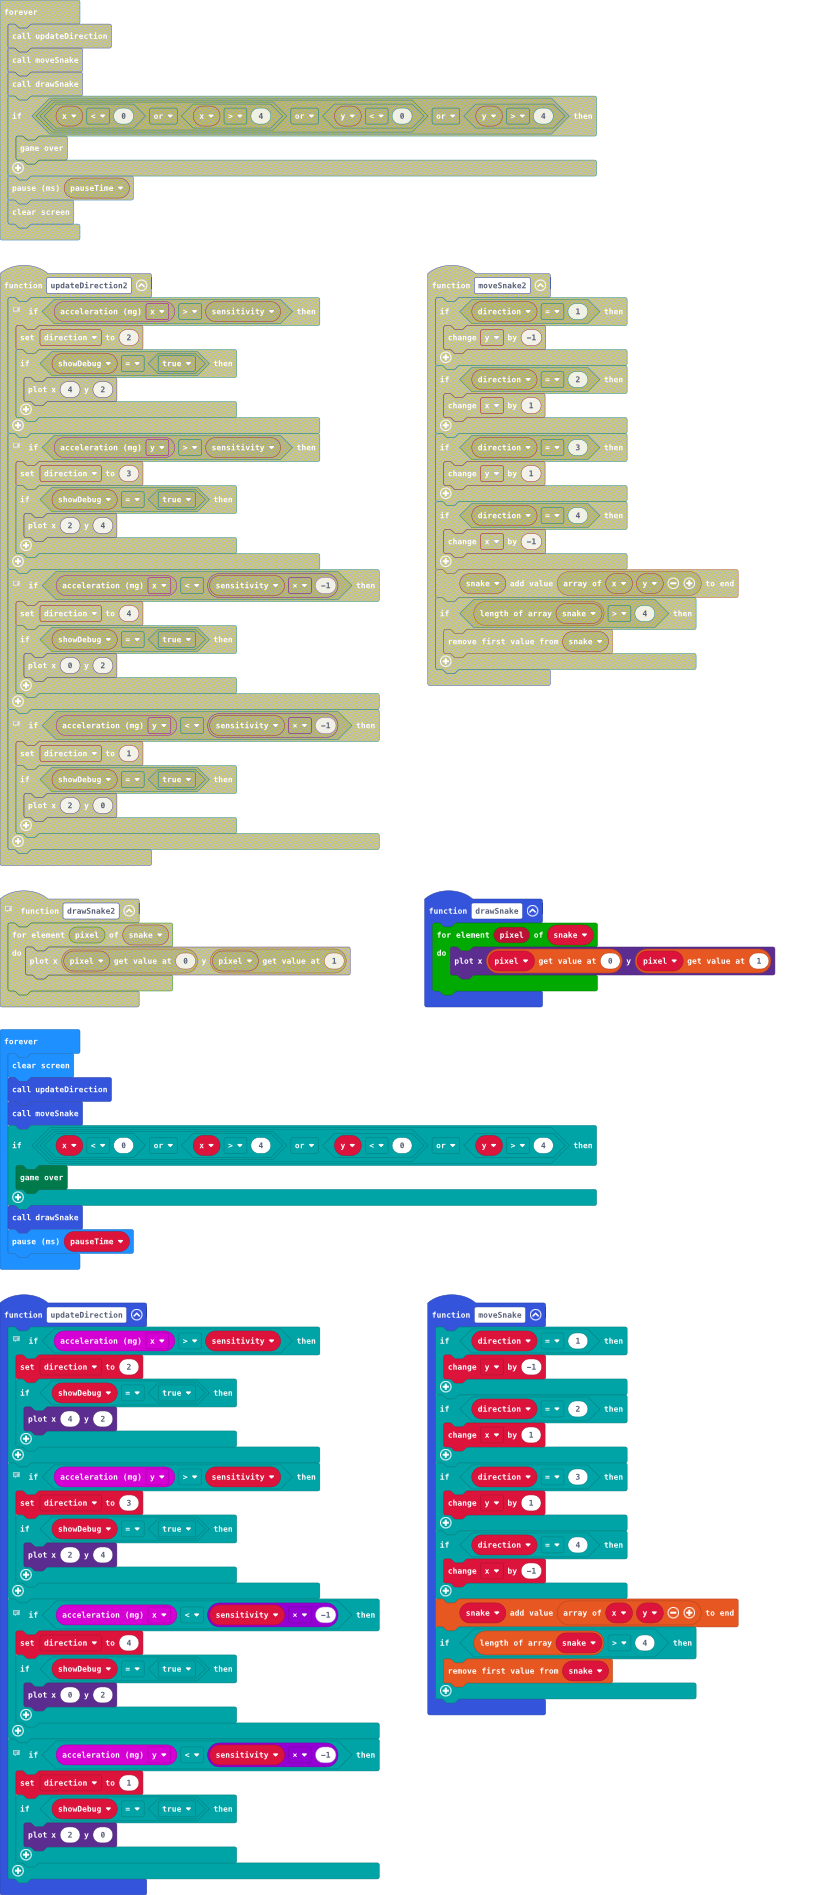 forever
call updateDirection
call moveSnake
call drawSnake
if x < 0 or x > 4 or y < 0 or y > 4 then
game over
pause (ms) pauseTime
clear screen
function updateDirection2
if acceleration (mg) x > sensitivity then
set direction to 2
if showDebug = true then
plot x 4 y 2
if acceleration (mg) y > sensitivity then
set direction to 3
if showDebug = true then
plot x 2 y 4
if acceleration (mg) x < sensitivity × -1 then
set direction to 4
if showDebug = true then
plot x 0 y 2
if acceleration (mg) y < sensitivity × -1 then
set direction to 1
if showDebug = true then
plot x 2 y 0
function moveSnake2
if direction = 1 then
change y by -1
if direction = 2 then
change x by 1
if direction = 3 then
change y by 1
if direction = 4 then
change x by -1
snake add value array of x y to end
if length of array snake > 4 then
remove first value from snake
function drawSnake2
for element pixel of snake
do plot x pixel get value at 0 y pixel get value at 1
function drawSnake
for element pixel of snake
do plot x pixel get value at 0 y pixel get value at 1
forever
clear screen
call updateDirection
call moveSnake
if x < 0 or x > 4 or y < 0 or y > 4 then
game over
call drawSnake
pause (ms) pauseTime
function updateDirection
if acceleration (mg) x > sensitivity then
set direction to 2
if showDebug = true then
plot x 4 y 2
if acceleration (mg) y > sensitivity then
set direction to 3
if showDebug = true then
plot x 2 y 4
if acceleration (mg) x < sensitivity × -1 then
set direction to 4
if showDebug = true then
plot x 0 y 2
if acceleration (mg) y < sensitivity × -1 then
set direction to 1
if showDebug = true then
plot x 2 y 0
function moveSnake
if direction = 1 then
change y by -1
if direction = 2 then
change x by 1
if direction = 3 then
change y by 1
if direction = 4 then
change x by -1
snake add value array of x y to end
if length of array snake > 4 then
remove first value from snake